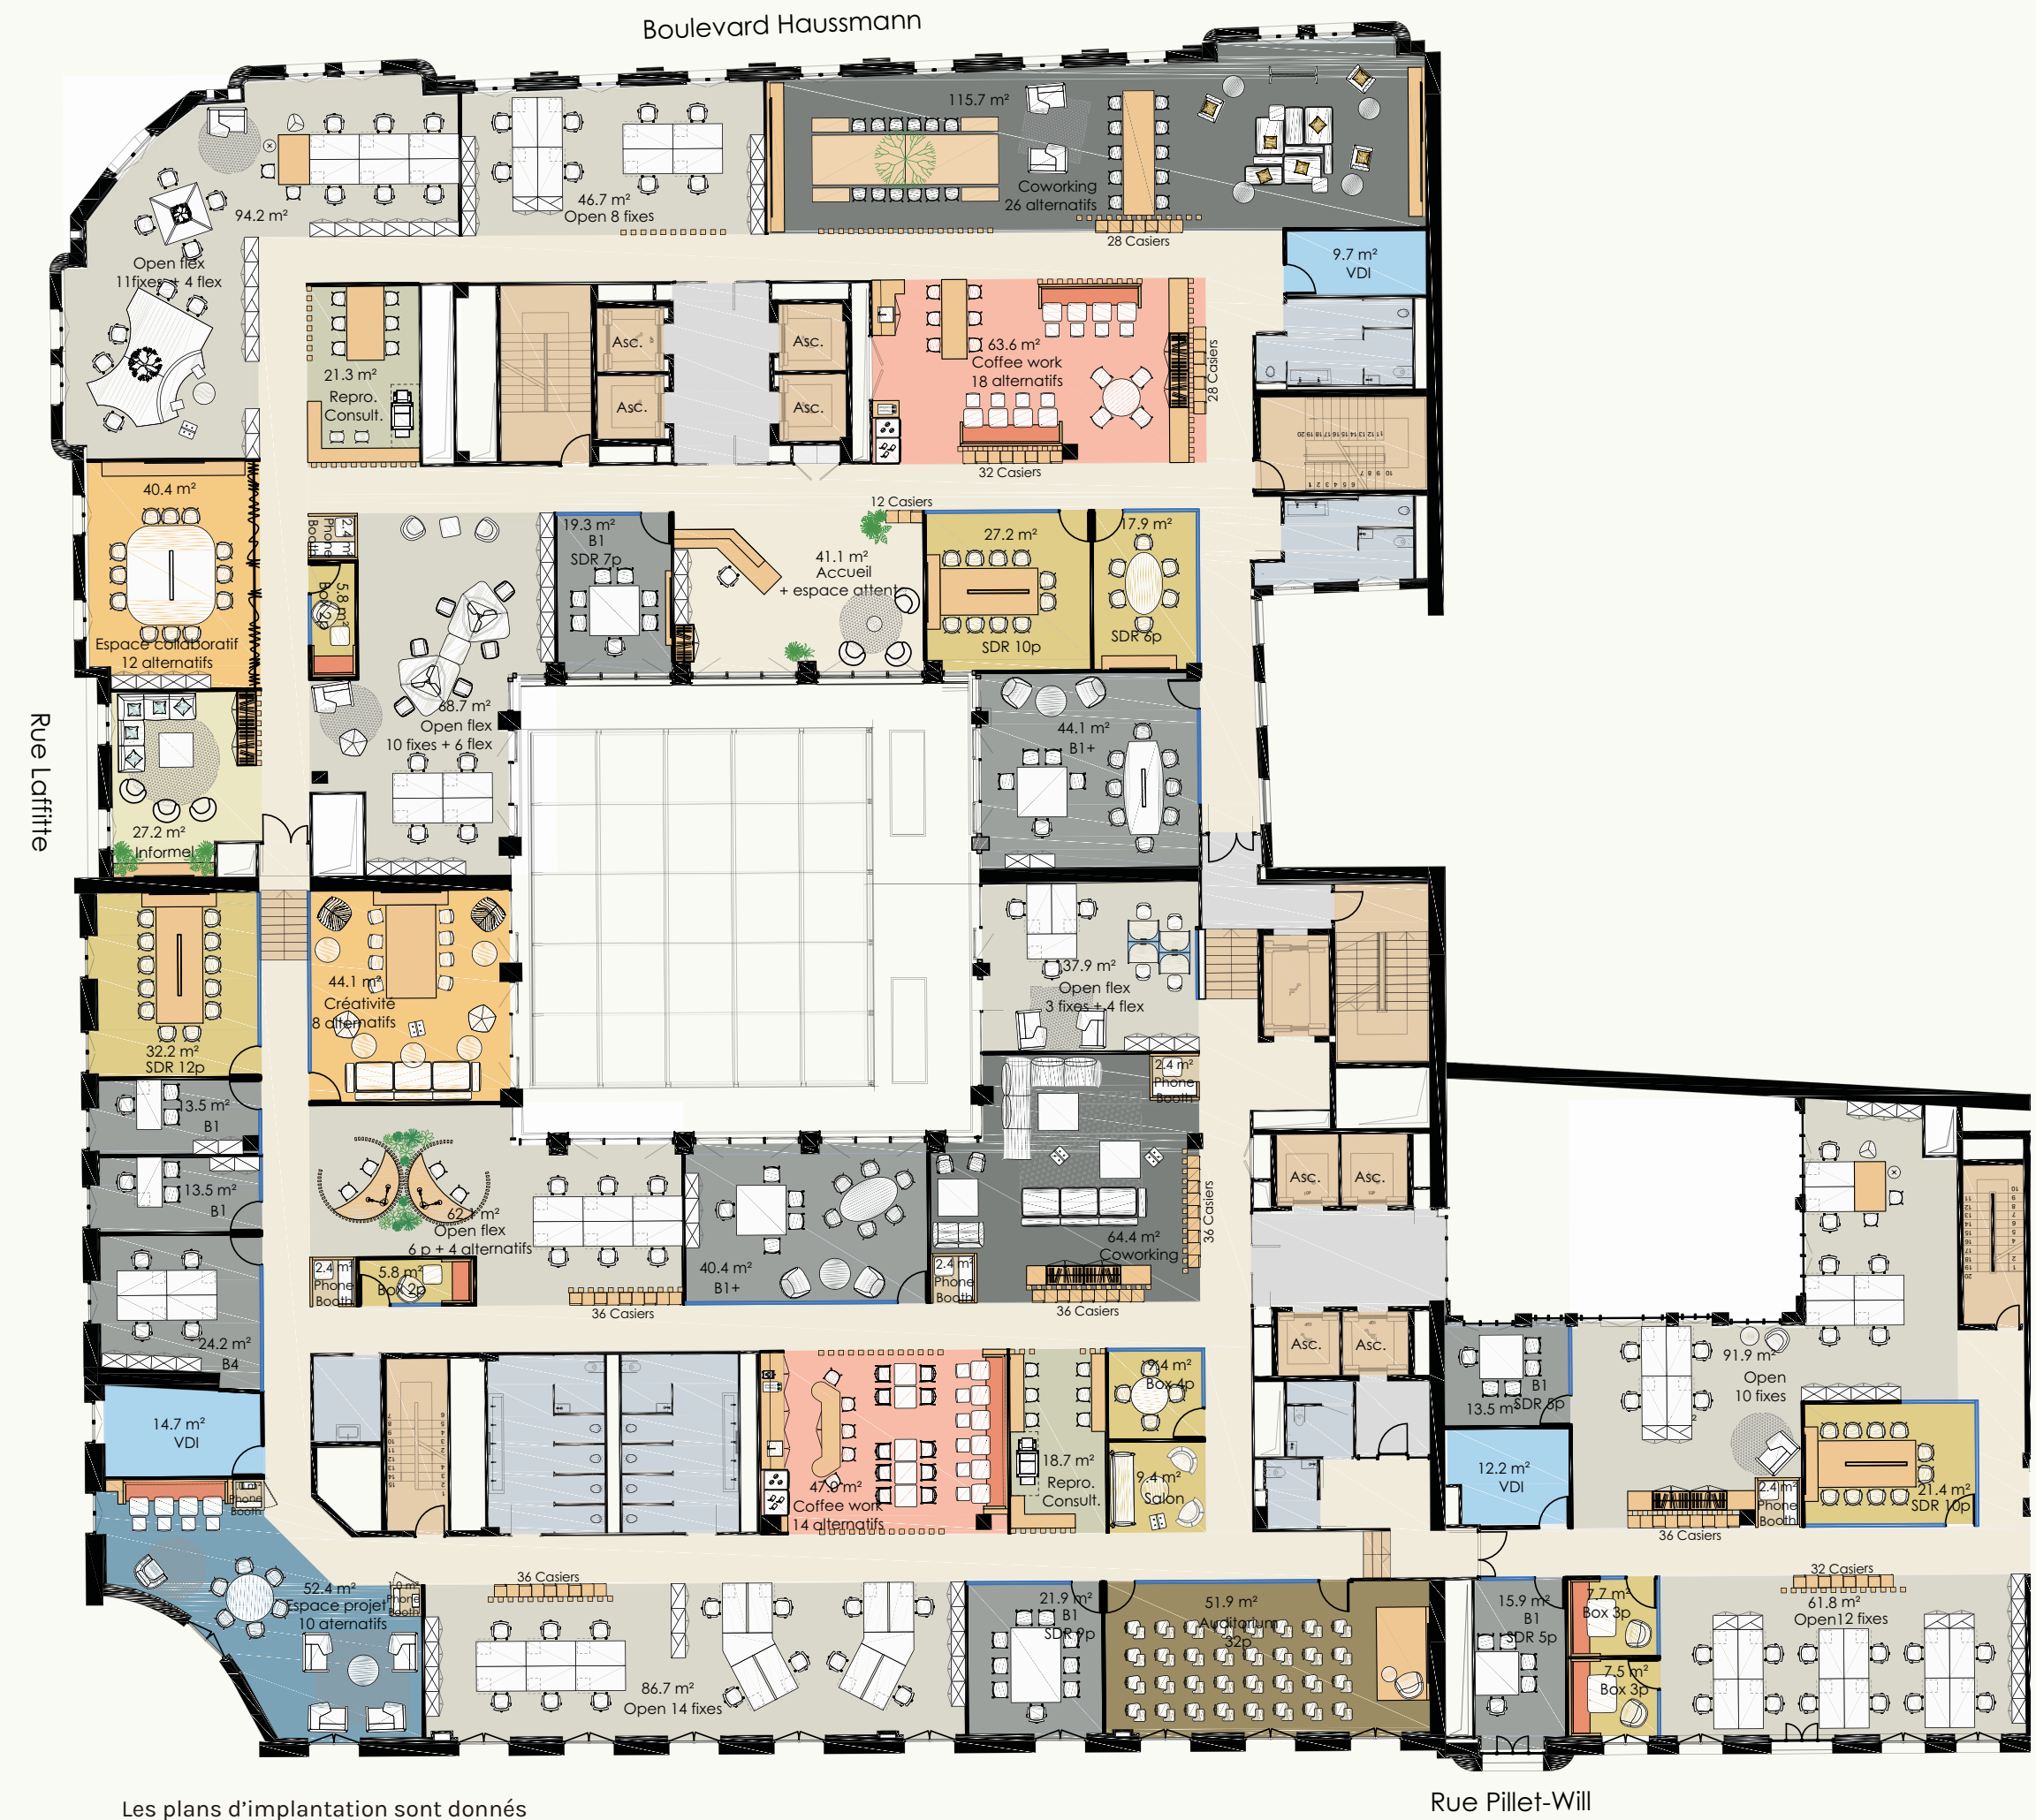 Boulevard Haussmann
115.7 m²
Coworking
26 alternatifs
28 Casiers
46.7 m²
Open 8 fixes
94.2 m²
Open flex
11fixes + 4 flex
9.7 m²
VDI
21.3 m²
Repro.
Consult.
Asc.
Asc.
Asc.
Asc.
63.6 m²
Coffee work
18 alternatifs
28 Casiers
32 Casiers
12 Casiers
40.4 m²
Espace collaboratif
12 alternatifs
2.4 m²
Phone
Booth
5.8 m²
Box 2p
19.3 m²
B1
SDR 7p
41.1 m²
Accueil
+ espace attent
27.2 m²
SDR 10p
17.9 m²
SDR 6p
68.7 m²
Open flex
10 fixes + 6 flex
44.1 m²
B1+
Rue Laffitte
27.2 m²
Informel
44.1 m²
Créativité
8 alternatifs
32.2 m²
SDR 12p
37.9 m²
Open flex
3 fixes + 4 flex
13.5 m²
B1
13.5 m²
B1
2.4 m²
Phone
Booth
62.1 m²
Open flex
6 p + 4 alternatifs
2.4 m²
Phone
Booth
5.8 m²
Box 2p
36 Casiers
40.4 m²
B1+
2.4 m²
Phone
Booth
64.4 m²
Coworking
36 Casiers
36 Casiers
Asc.
Asc.
Asc.
Asc.
24.2 m²
B4
14.7 m²
VDI
Phone
Booth
47.0 m²
Coffee work
14 alternatifs
18.7 m²
Repro.
Consult.
9.4 m²
Box 4p
9.4 m²
Salon
B1
13.5 m²
SDR 8p
12.2 m²
VDI
91.9 m²
Open
10 fixes
2.4 m²
Phone
Booth
36 Casiers
21.4 m²
SDR 10p
52.4 m²
Espace projet
10 aternatifs
1.0 m²
Phone
Booth
36 Casiers
86.7 m²
Open 14 fixes
21.9 m²
B1
SDR 9p
51.9 m²
Auditorium
32p
15.9 m²
B1
SDR 5p
7.7 m²
Box 3p
7.5 m²
Box 3p
32 Casiers
61.8 m²
Open12 fixes
Rue Pillet-Will
Les plans d'implantation sont donnés